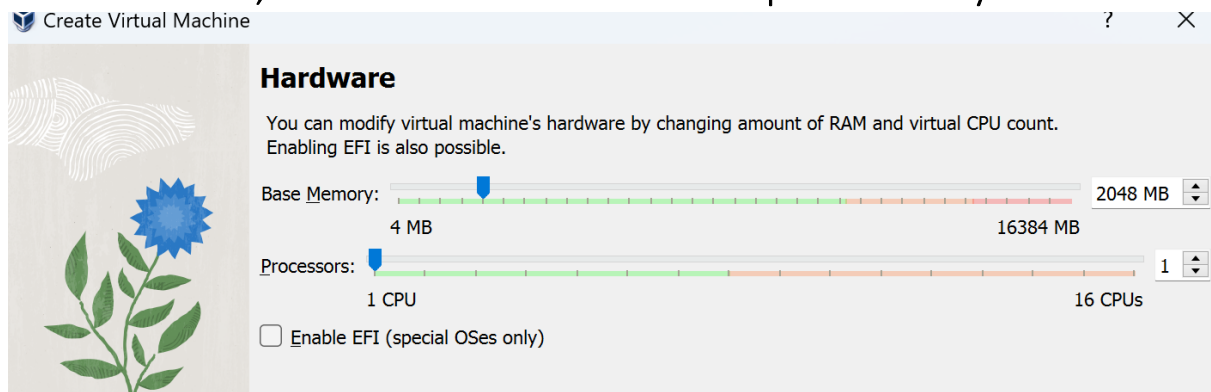 Create Virtual Machine ? X
Hardware
You can modify virtual machine's hardware by changing amount of RAM and virtual CPU count.
Enabling EFI is also possible.
Base Memory: 2048 MB
4 MB 16384 MB
Processors: 1
1 CPU 16 CPUs
Enable EFI (special OSes only)